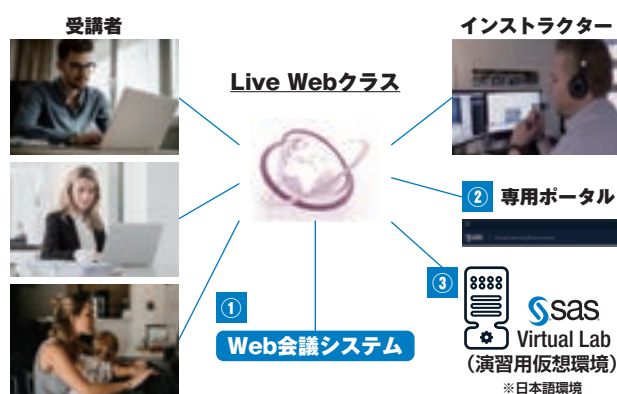 受講者
インストラクター
Live Webクラス
② 専用ポータル
③
sas
Virtual Lab
(演習用仮想環境)
※日本語環境
①
Web会議システム